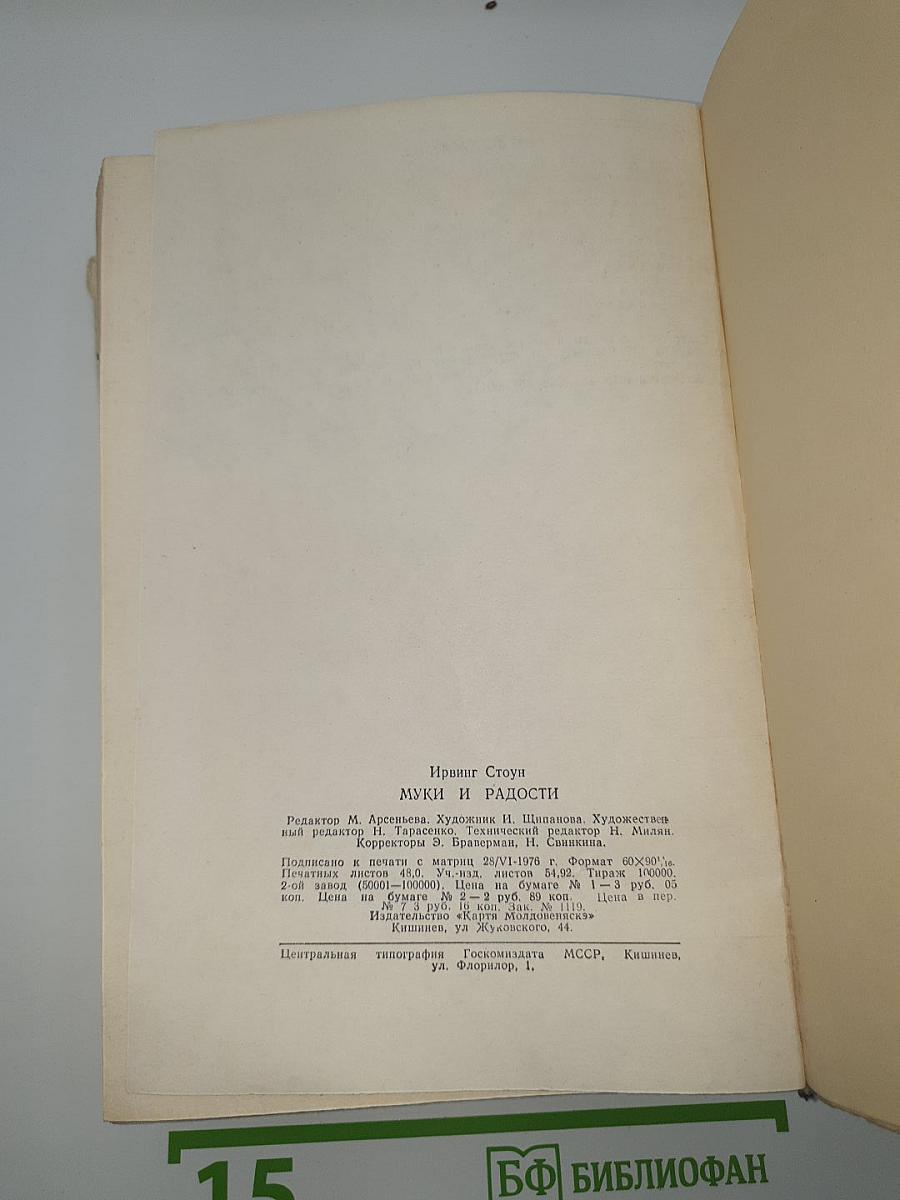 Ирвинг Стоун
МУКИ И РАДОСТИ
Редактор М. Арсеньева. Художник И. Щипанова. Художествен-
ный редактор Н. Тарасенко. Технический редактор Н. Милян.
Корректоры Э. Браверман, Н. Свинкина.
Подписано к печати с матриц 28/VI-1976 г. Формат 60×90¹/₁₆.
Печатных листов 48,0. Уч.-изд. листов 54,92. Тираж 100000.
2-ой завод (50001—100000). Цена на бумаге № 1—3 руб. 05
коп. Цена на бумаге № 2—2 руб. 89 коп. Цена в пер.
№ 7 3 руб. 16 коп. Зак. № 1119.
Издательство «Картя Молдовеняскэ»
Кишинев, ул Жуковского, 44.
Центральная типография Госкомиздата МССР, Кишинев,
ул. Флорилор, 1.
15
БФ БИБЛИОФАН